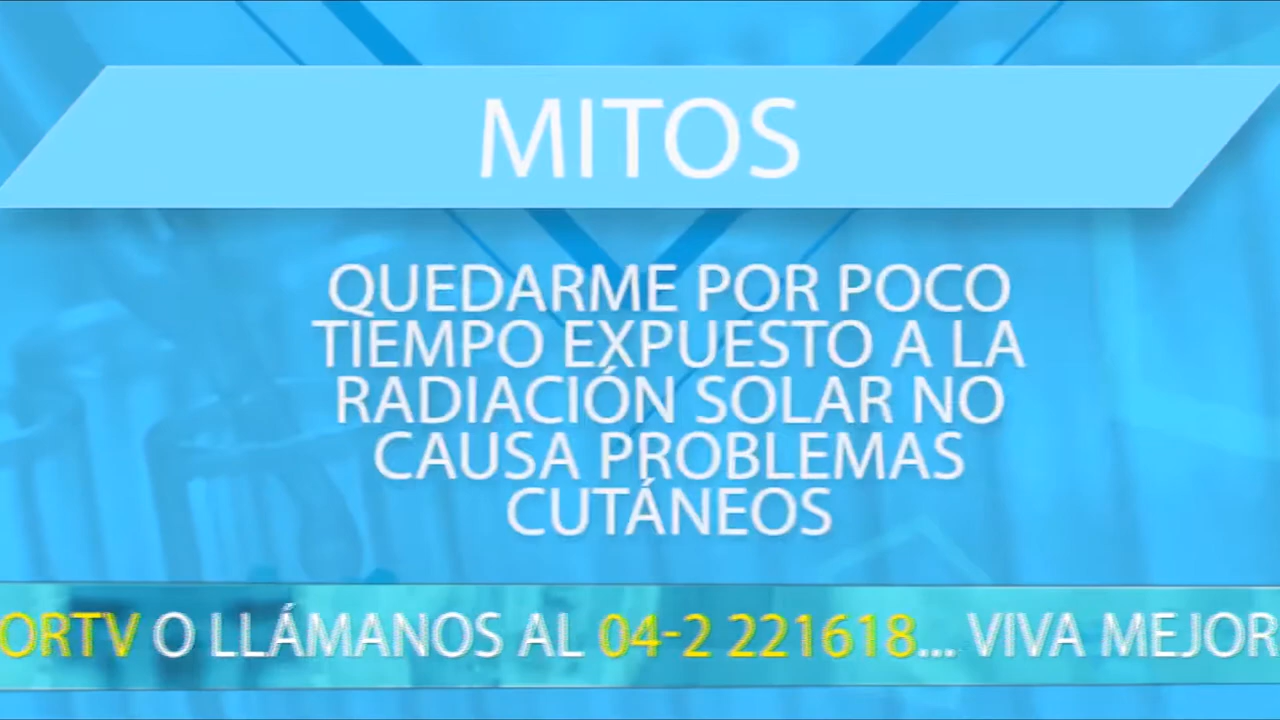 MITOS
QUEDARME POR POCO
TIEMPO EXPUESTO A LA
RADIACIÓN SOLAR NO
CAUSA PROBLEMAS
CUTÁNEOS
ORTV O LLÁMANOS AL 04-2 221618... VIVA MEJOR